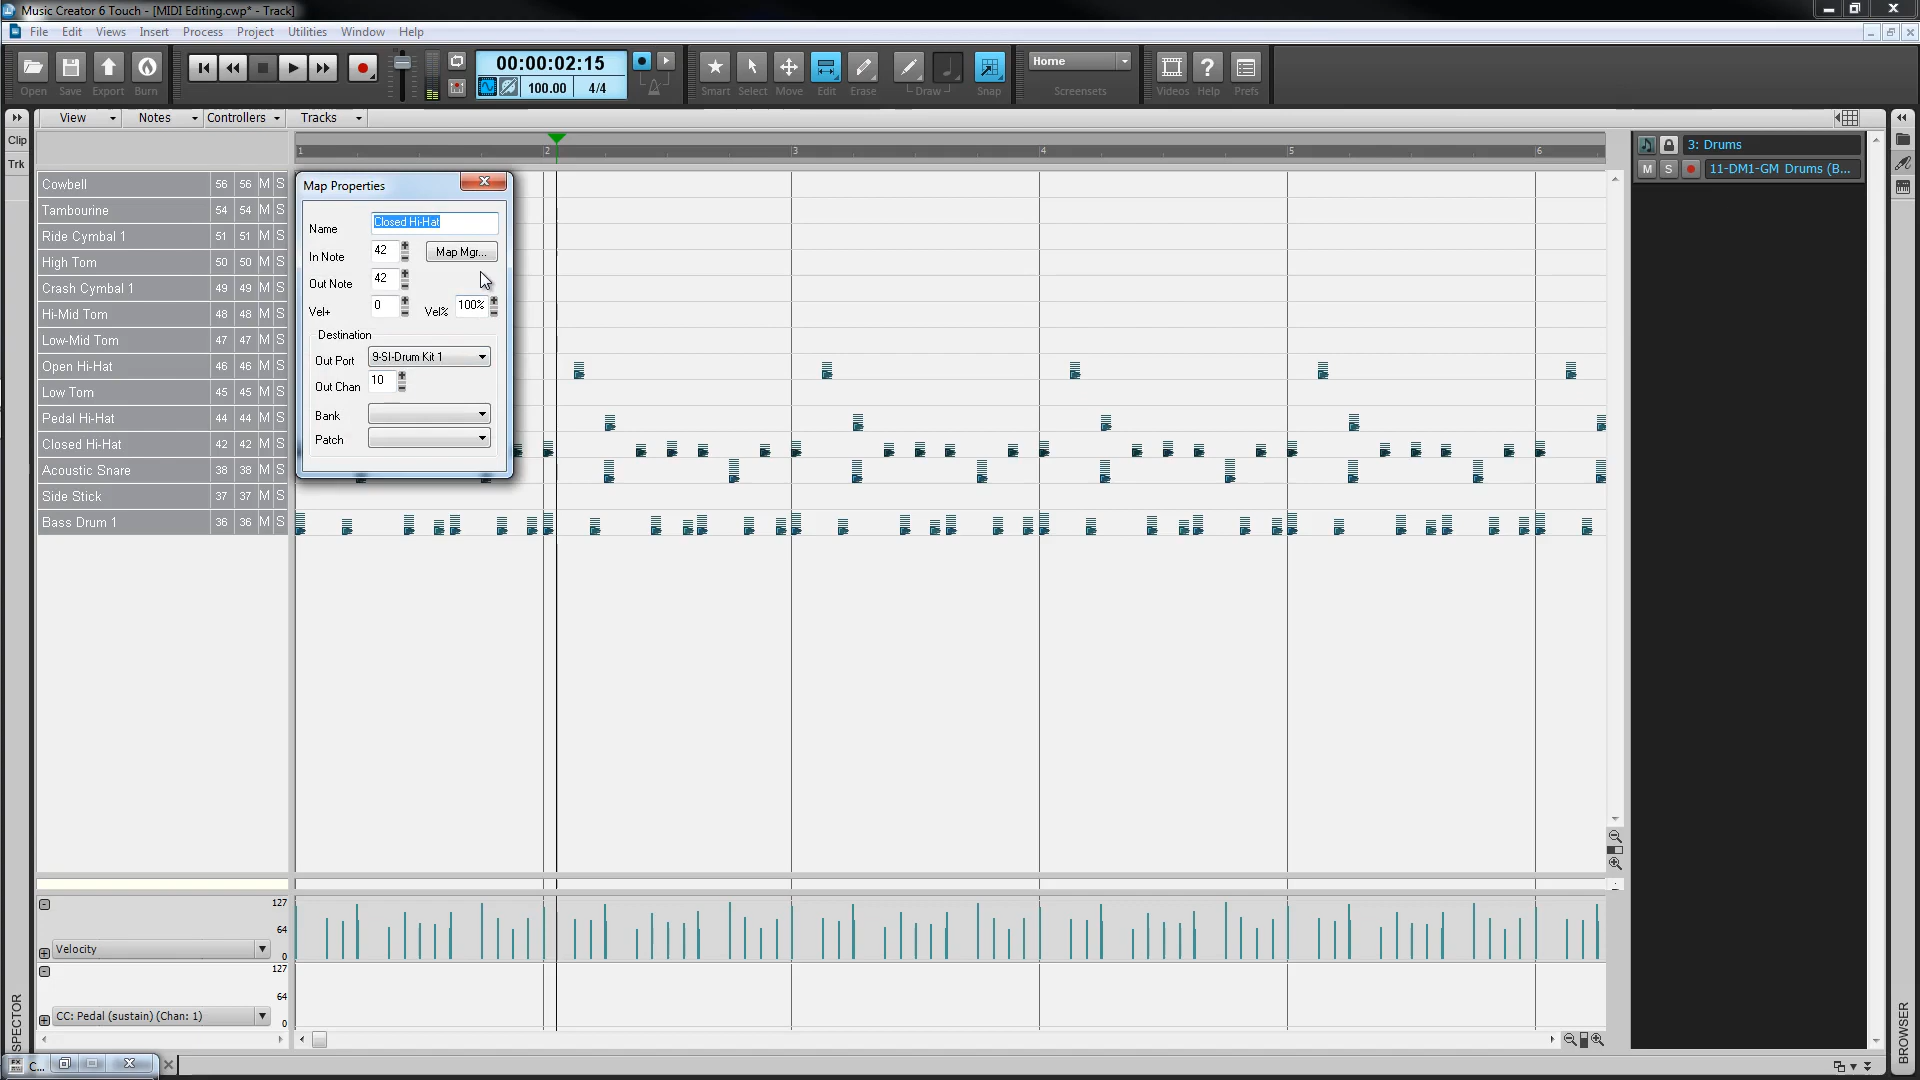 Music Creator 6 Touch - [MIDI Editing.cwp* - Track]
File Edit Views Insert Process Project Utilities Window Help
Open Save Export Burn
00:00:02:15
100.00 4/4
Smart Select Move Edit Erase Draw Snap
Home
Screensets
Videos Help Prefs
View Notes Controllers Tracks
Clip
Trk
1 2 3 4 5 6
3: Drums
M S 11-DM1-GM Drums (B...
Cowbell 56 56 M S
Tambourine 54 54 M S
Ride Cymbal 1 51 51 M S
High Tom 50 50 M S
Crash Cymbal 1 49 49 M S
Hi-Mid Tom 48 48 M S
Low-Mid Tom 47 47 M S
Open Hi-Hat 46 46 M S
Low Tom 45 45 M S
Pedal Hi-Hat 44 44 M S
Closed Hi-Hat 42 42 M S
Acoustic Snare 38 38 M S
Side Stick 37 37 M S
Bass Drum 1 36 36 M S
Map Properties
Name Closed Hi-Hat
In Note 42 Map Mgr...
Out Note 42
Vel+ 0 Vel% 100%
Destination
Out Port 9-SI-Drum Kit 1
Out Chan 10
Bank
Patch
127
64
Velocity
0
127
64
CC: Pedal (sustain) (Chan: 1)
0
SPECTOR
BROWSER
C...